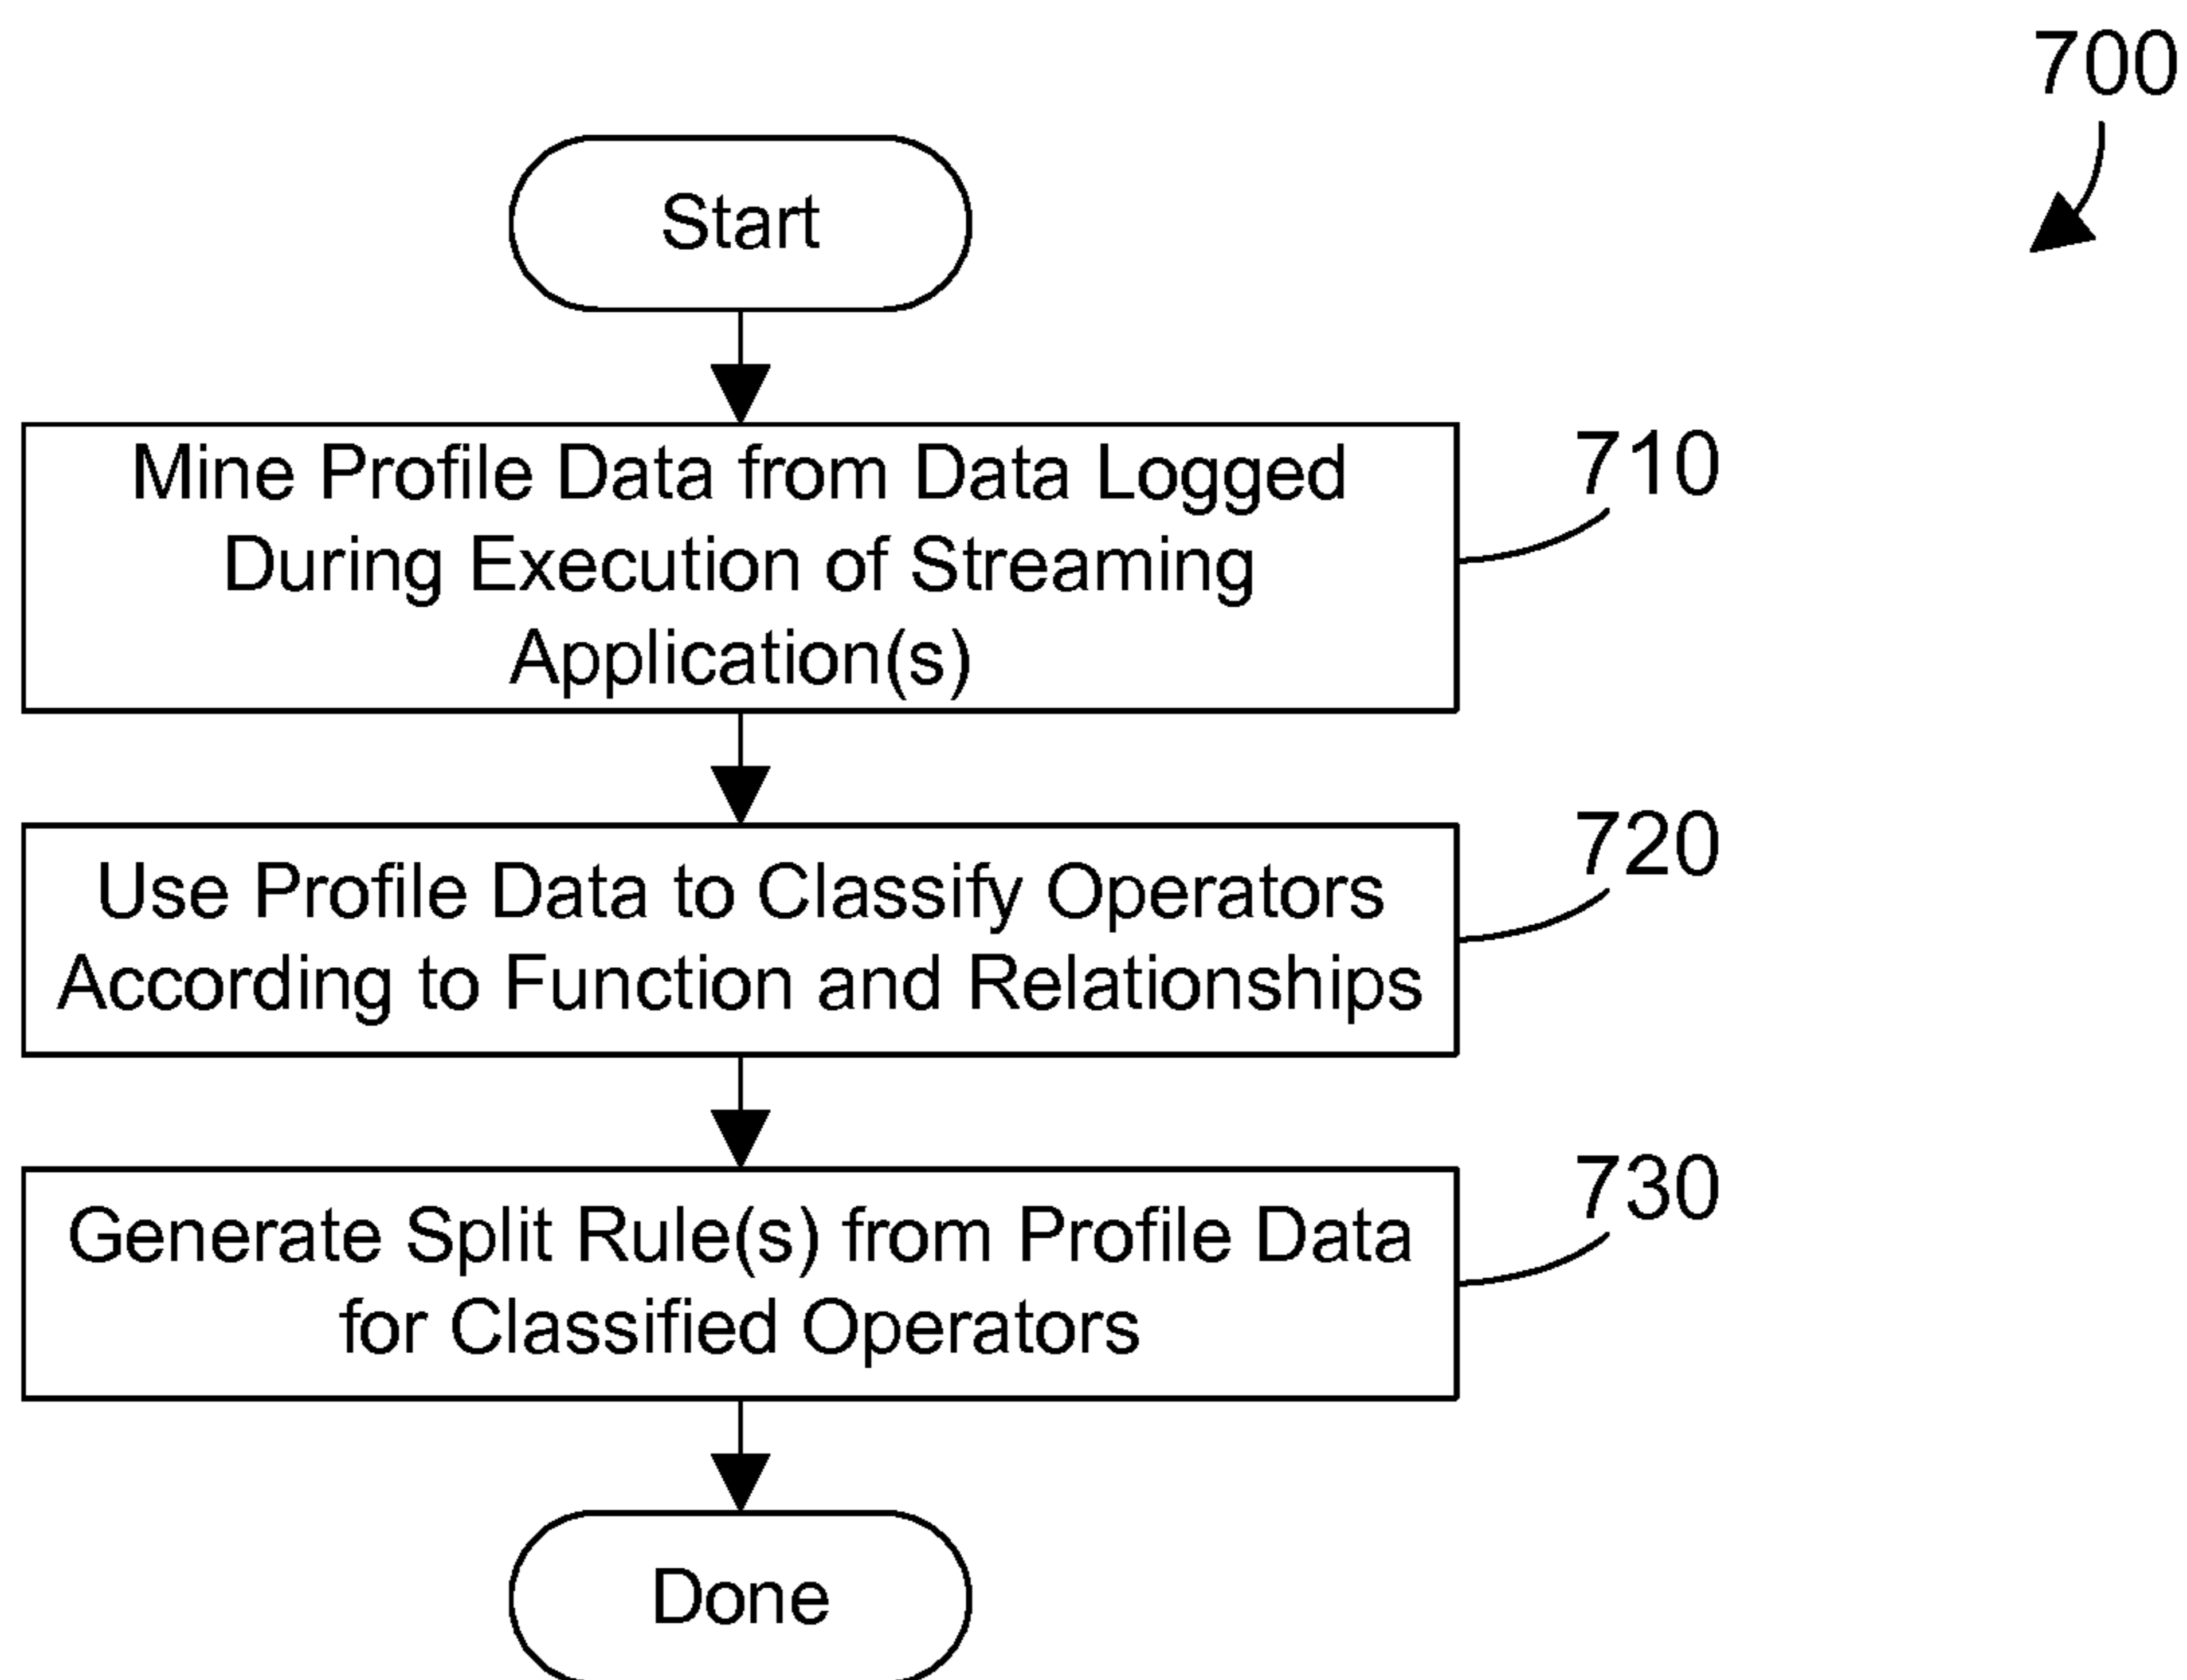 700
Start
Mine Profile Data from Data Logged
During Execution of Streaming
Application(s)
710
Use Profile Data to Classify Operators
According to Function and Relationships
720
Generate Split Rule(s) from Profile Data
for Classified Operators
730
Done